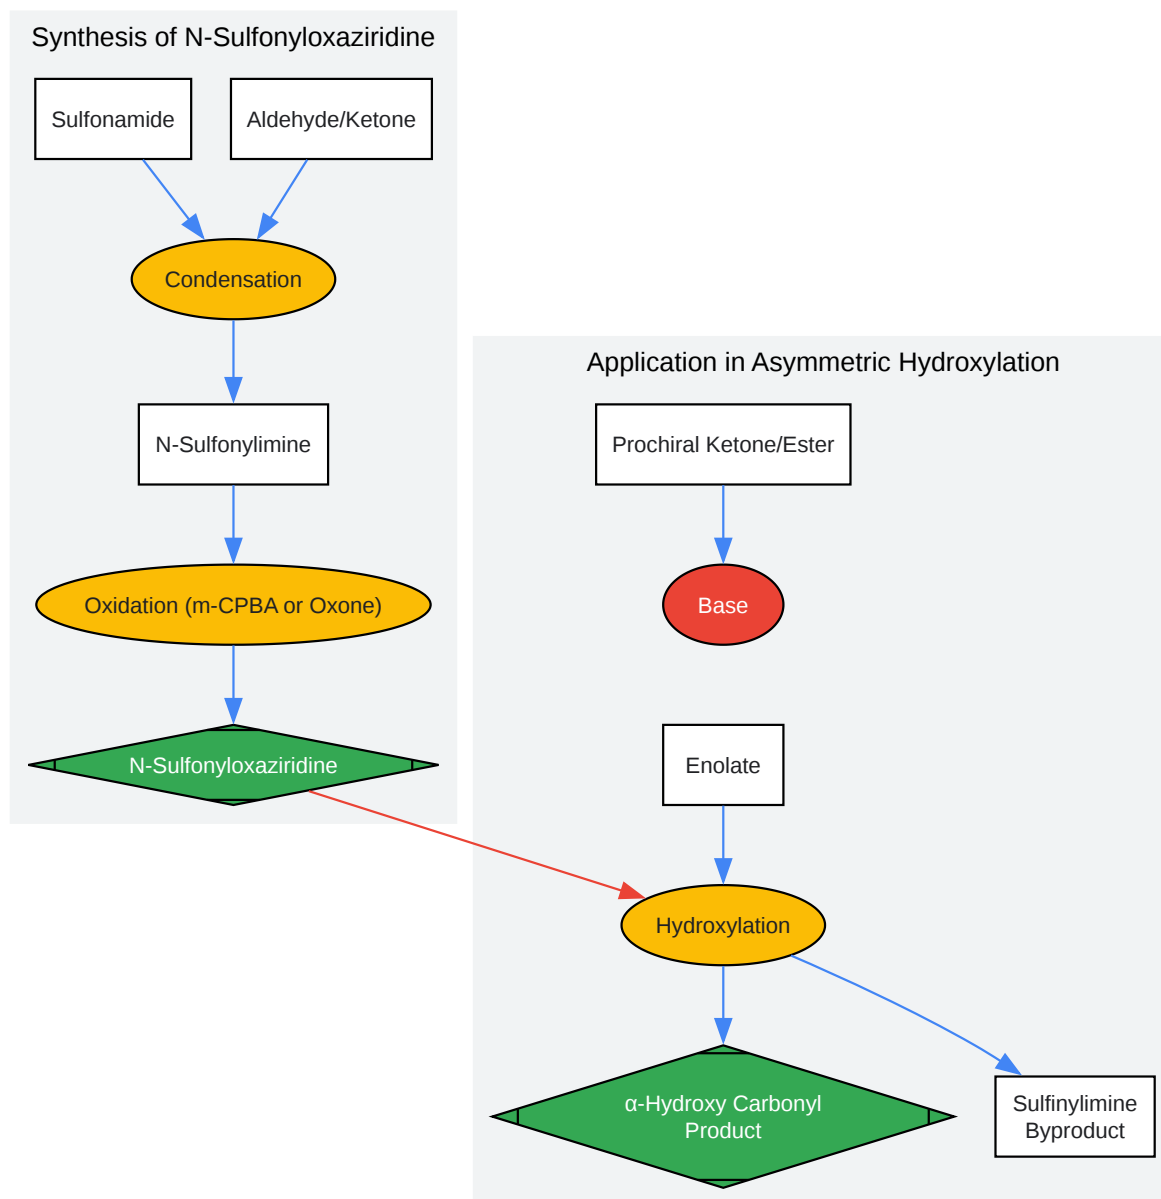 Synthesis of N-Sulfonyloxaziridine
Sulfonamide
Aldehyde/Ketone
Condensation
N-Sulfonylimine
Oxidation (m-CPBA or Oxone)
N-Sulfonyloxaziridine
Application in Asymmetric Hydroxylation
Prochiral Ketone/Ester
Base
Enolate
Hydroxylation
α-Hydroxy Carbonyl
Product
Sulfinylimine
Byproduct